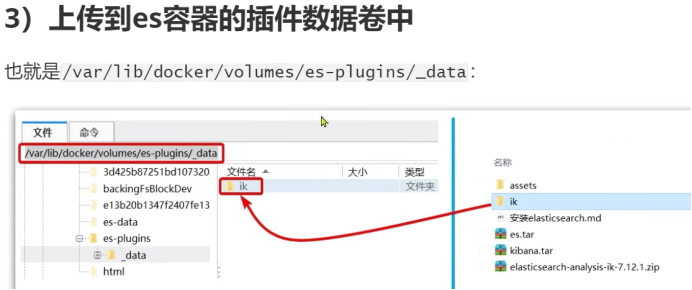 3）上传到es容器的插件数据卷中
也就是/var/lib/docker/volumes/es-plugins/_data：
文件 命令
/var/lib/docker/volumes/es-plugins/_data
3d425b87251bd107320
backingFsBlockDev
e13b20b1347f2407fe13
es-data
es-plugins
_data
html
文件名 大小 类型
ik 文件夹
名称
assets
ik
安装elasticsearch.md
es.tar
kibana.tar
elasticsearch-analysis-ik-7.12.1.zip